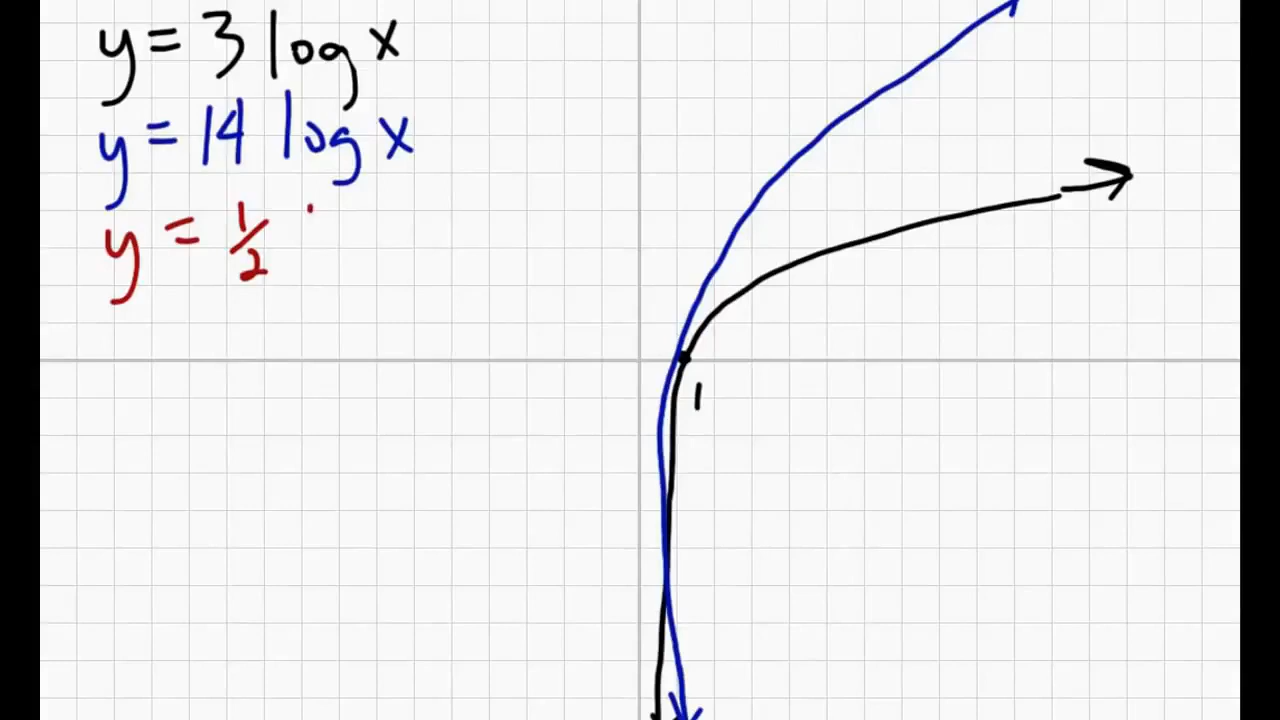 y = 3 log x
y = 14 log x
y = 1/2
1